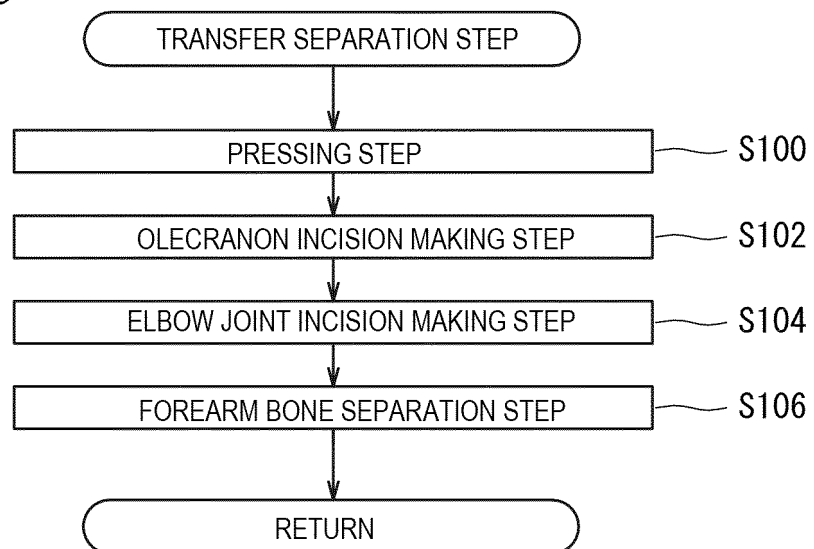 TRANSFER SEPARATION STEP
PRESSING STEP S100
OLECRANON INCISION MAKING STEP S102
ELBOW JOINT INCISION MAKING STEP S104
FOREARM BONE SEPARATION STEP S106
RETURN